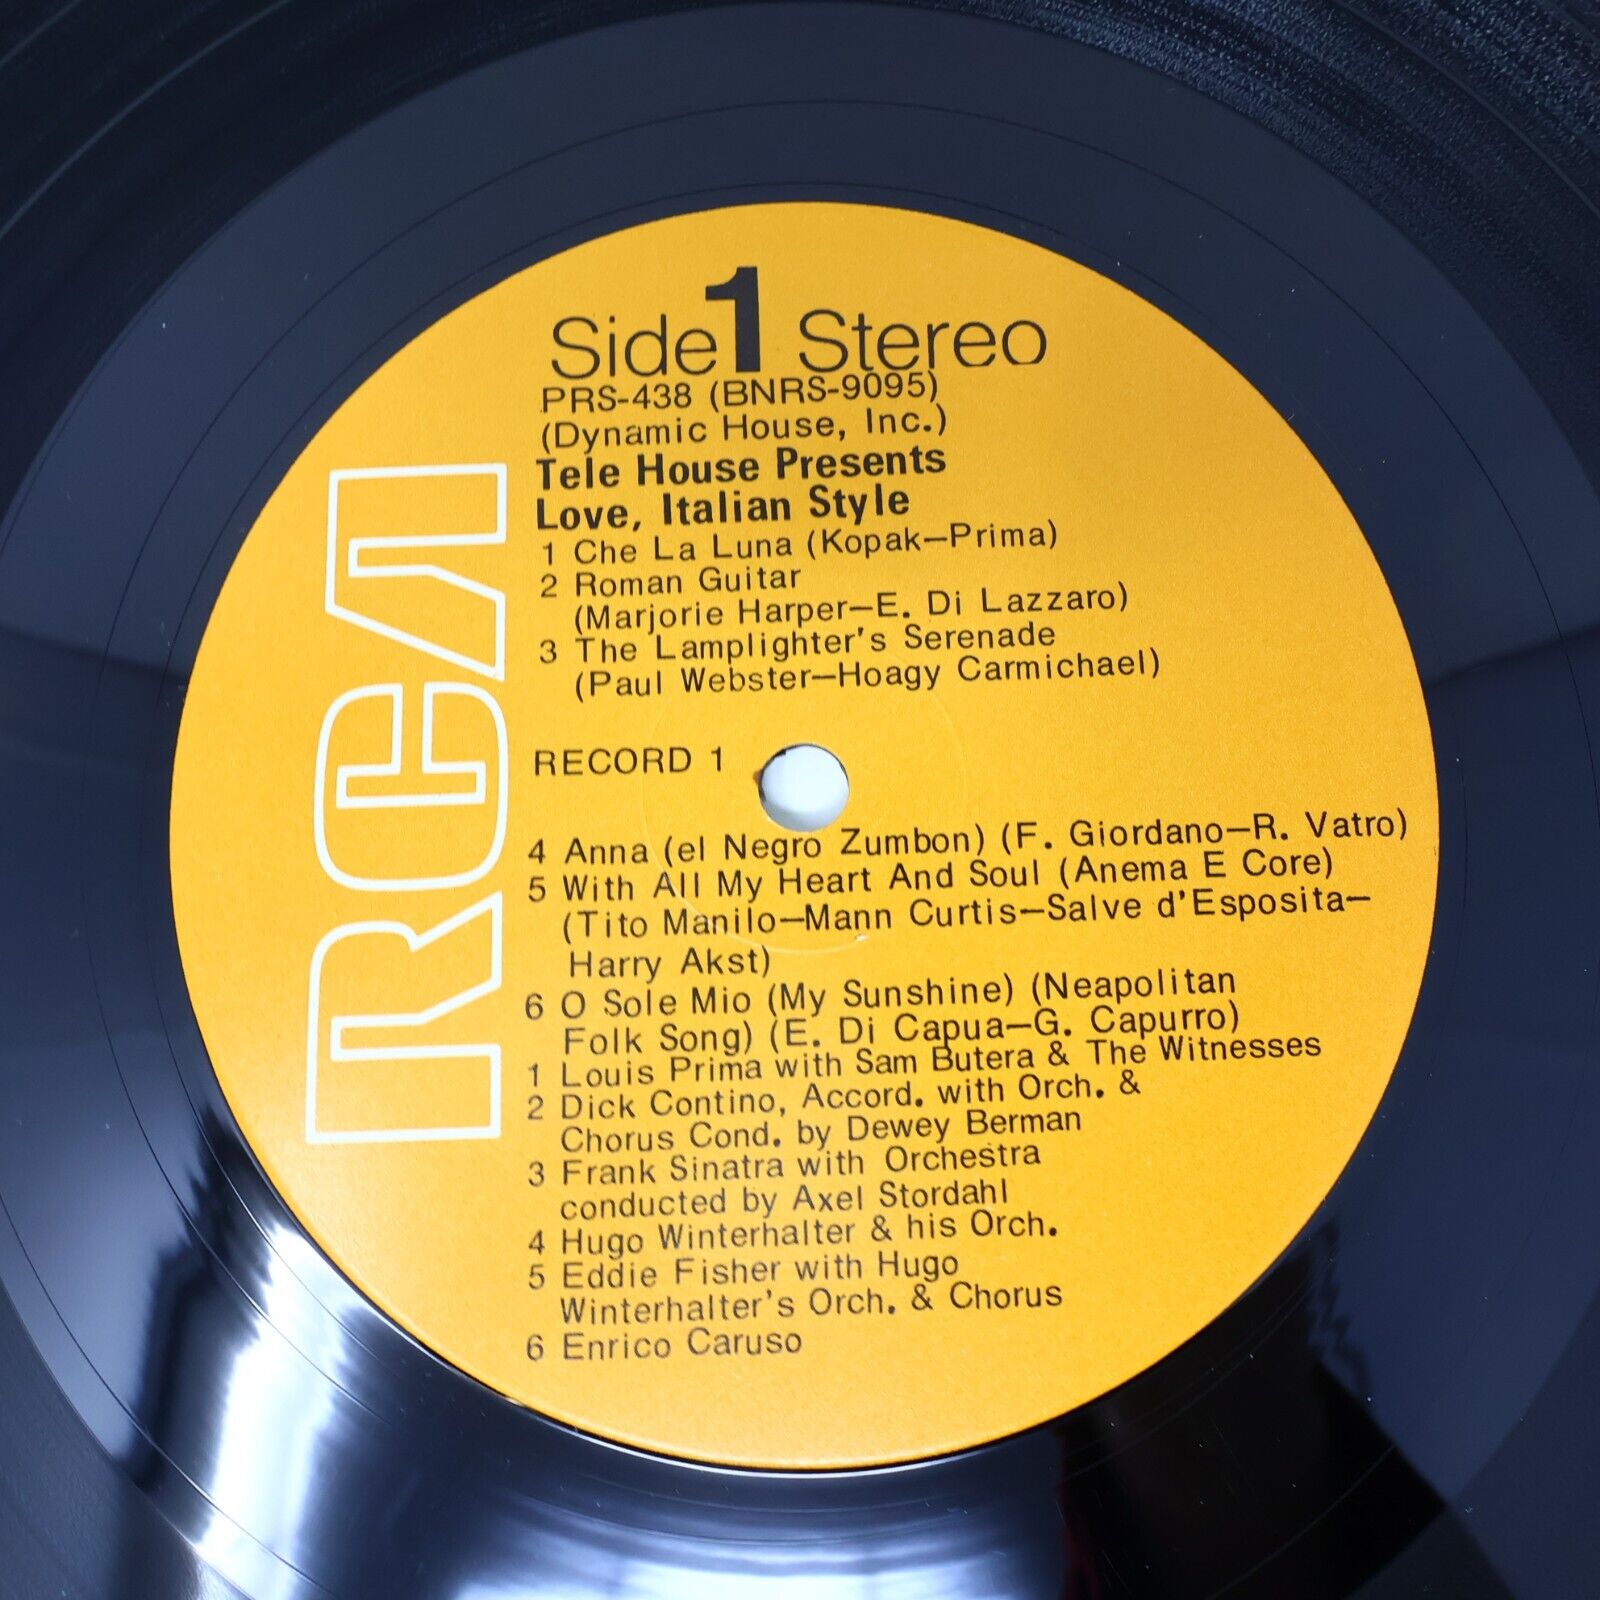 Side 1 Stereo
PRS-438 (BNRS-9095)
(Dynamic House, Inc.)
Tele House Presents
Love, Italian Style
1 Che La Luna (Kopak—Prima)
2 Roman Guitar
(Marjorie Harper—E. Di Lazzaro)
3 The Lamplighter's Serenade
(Paul Webster—Hoagy Carmichael)
RECORD 1
4 Anna (el Negro Zumbon) (F. Giordano—R. Vatro)
5 With All My Heart And Soul (Anema E Core)
(Tito Manilo—Mann Curtis—Salve d'Esposita—
Harry Akst)
6 O Sole Mio (My Sunshine) (Neapolitan
Folk Song) (E. Di Capua—G. Capurro)
1 Louis Prima with Sam Butera & The Witnesses
2 Dick Contino, Accord. with Orch. &
Chorus Cond. by Dewey Berman
3 Frank Sinatra with Orchestra
conducted by Axel Stordahl
4 Hugo Winterhalter & his Orch.
5 Eddie Fisher with Hugo
Winterhalter's Orch. & Chorus
6 Enrico Caruso
RCA